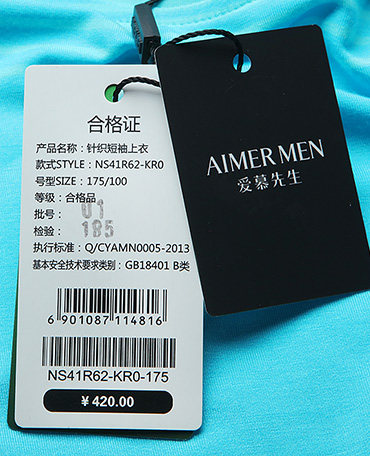 合格证
产品名称：针织短袖上衣
款式STYLE：NS41R62-KR0
号型SIZE：175/100
等级：合格品
批号：01
检验：185
执行标准：Q/CYAMN0005-2013
基本安全技术要求类别：GB18401 B类
6 901087 114816
NS41R62-KR0-175
¥420.00
AIMER MEN
爱慕先生